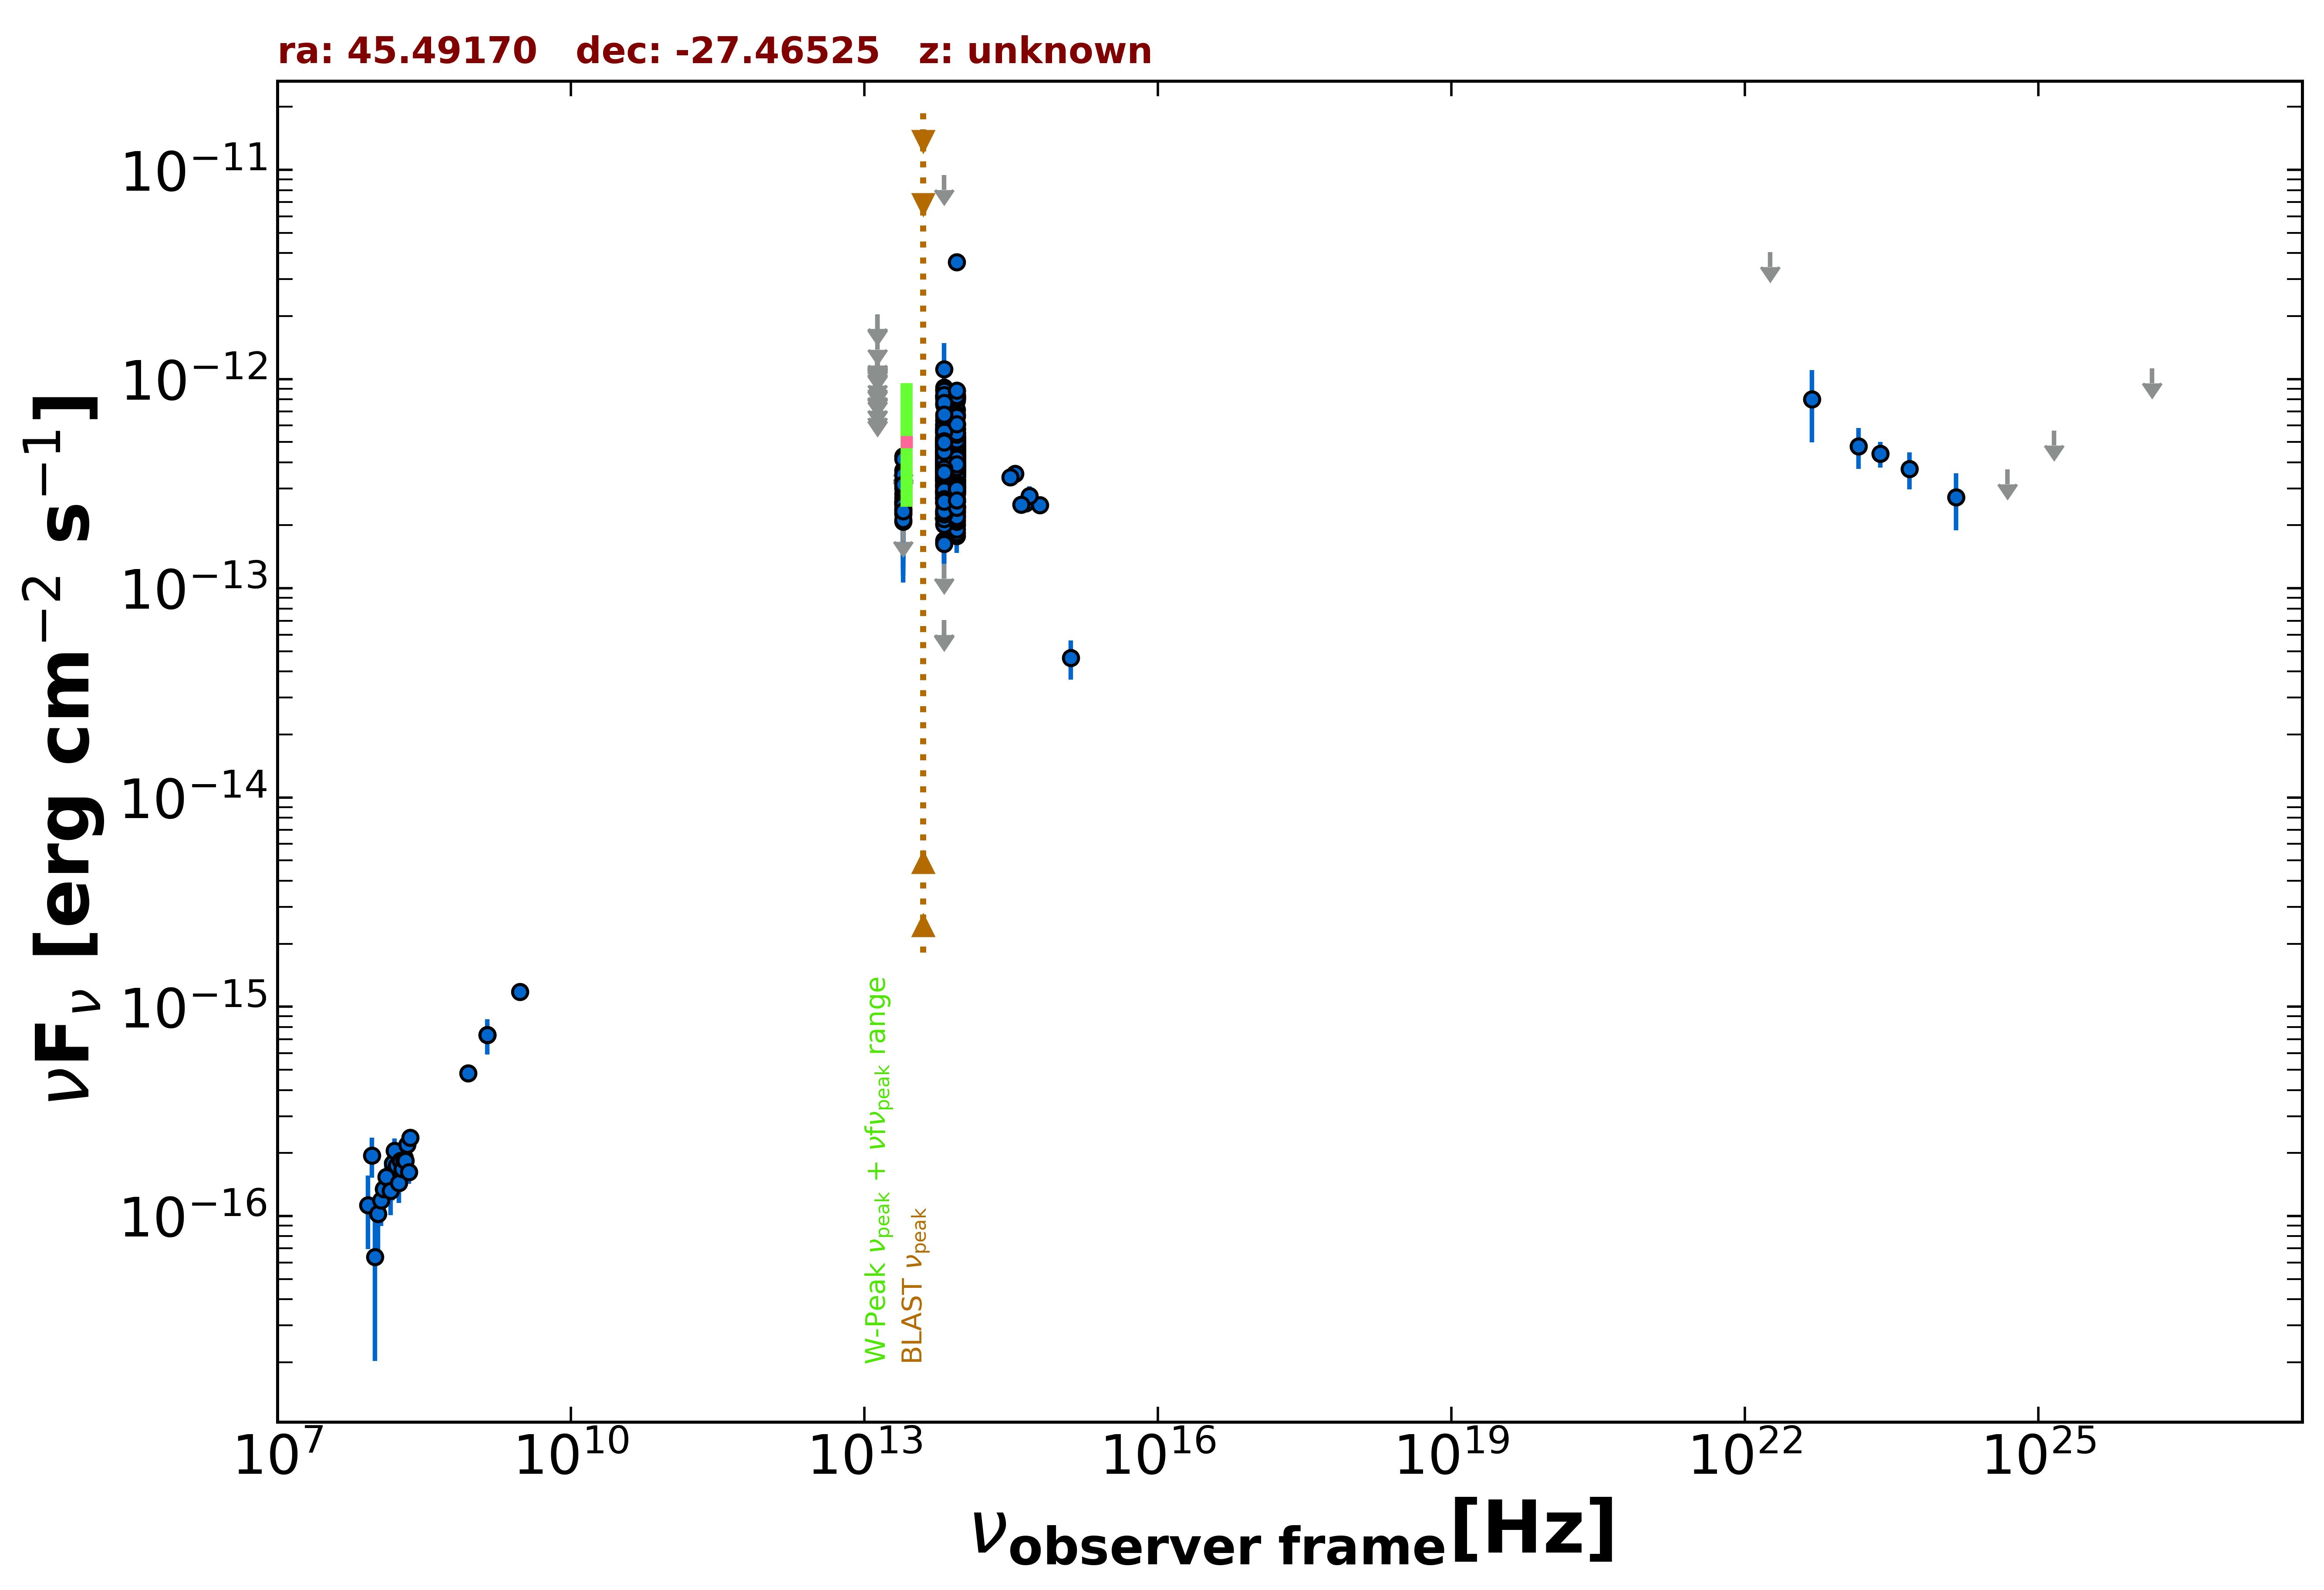 ra: 45.49170   dec: -27.46525   z: unknown
νFν [erg cm−2 s−1]
10−11
10−12
10−13
10−14
10−15
10−16
W-Peak νpeak + νfνpeak range
BLAST νpeak
107 1010 1013 1016 1019 1022 1025
νobserver frame[Hz]